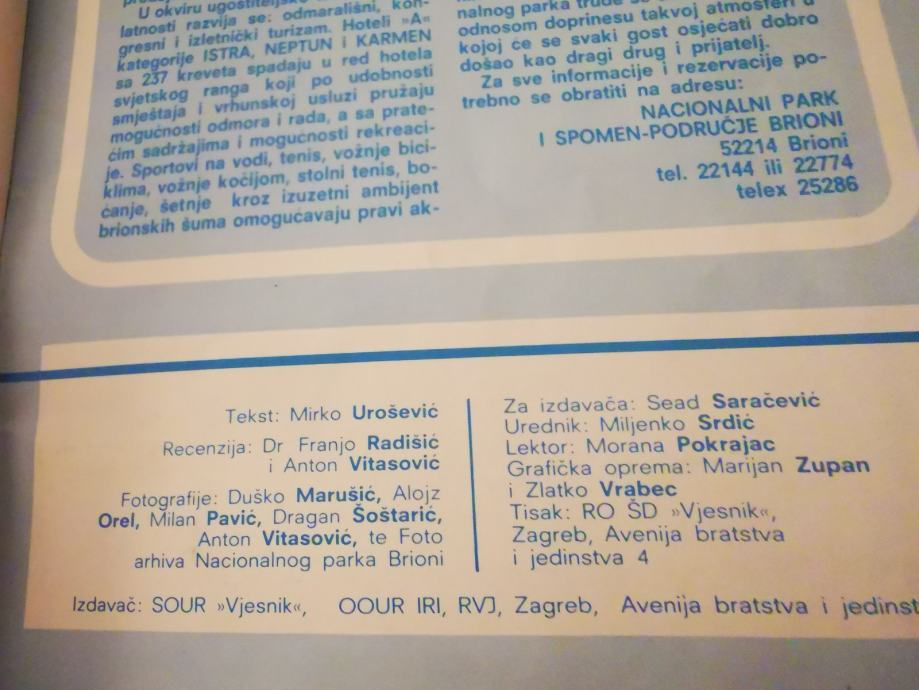 U okviru ugostiteljsko
latnosti razvija se: odmarališni, kon-
gresni i izletnički turizam. Hoteli »A«
kategorije ISTRA, NEPTUN i KARMEN
sa 237 kreveta spadaju u red hotela
svjetskog ranga koji po udobnosti
smještaja i vrhunskoj usluzi pružaju
mogućnosti odmora i rada, a sa prate-
ćim sadržajima i mogućnosti rekreaci-
je. Sportovi na vodi, tenis, vožnje bici-
klima, vožnje kočijom, stolni tenis, bo-
ćanje, šetnje kroz izuzetni ambijent
brionskih šuma omogućavaju pravi ak-
nalnog parka trude se
odnosom doprinesu takvoj atmosferi u
kojoj će se svaki gost osjećati dobro
došao kao dragi drug i prijatelj.
Za sve informacije i rezervacije po-
trebno se obratiti na adresu:
NACIONALNI PARK
I SPOMEN-PODRUČJE BRIONI
52214 Brioni
tel. 22144 ili 22774
telex 25286
Tekst: Mirko Urošević
Recenzija: Dr Franjo Radišić
i Anton Vitasović
Fotografije: Duško Marušić, Alojz
Orel, Milan Pavić, Dragan Šoštarić,
Anton Vitasović, te Foto
arhiva Nacionalnog parka Brioni
Za izdavača: Sead Saračević
Urednik: Miljenko Srdić
Lektor: Morana Pokrajac
Grafička oprema: Marijan Zupan
i Zlatko Vrabec
Tisak: RO ŠD »Vjesnik«,
Zagreb, Avenija bratstva
i jedinstva 4
Izdavač: SOUR »Vjesnik«, OOUR IRI, RVJ, Zagreb, Avenija bratstva i jedinst